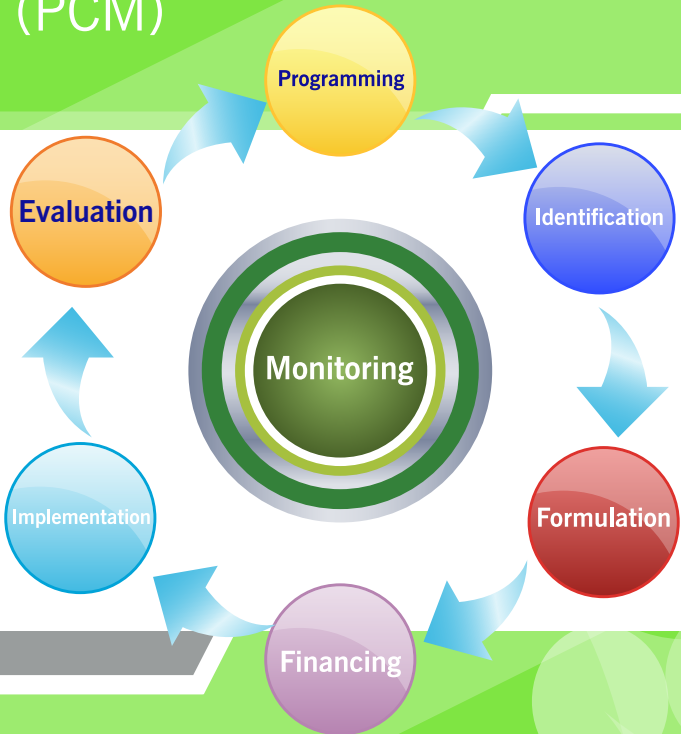 (PCM)
Programming
Evaluation
Identification
Monitoring
Implementation
Formulation
Financing